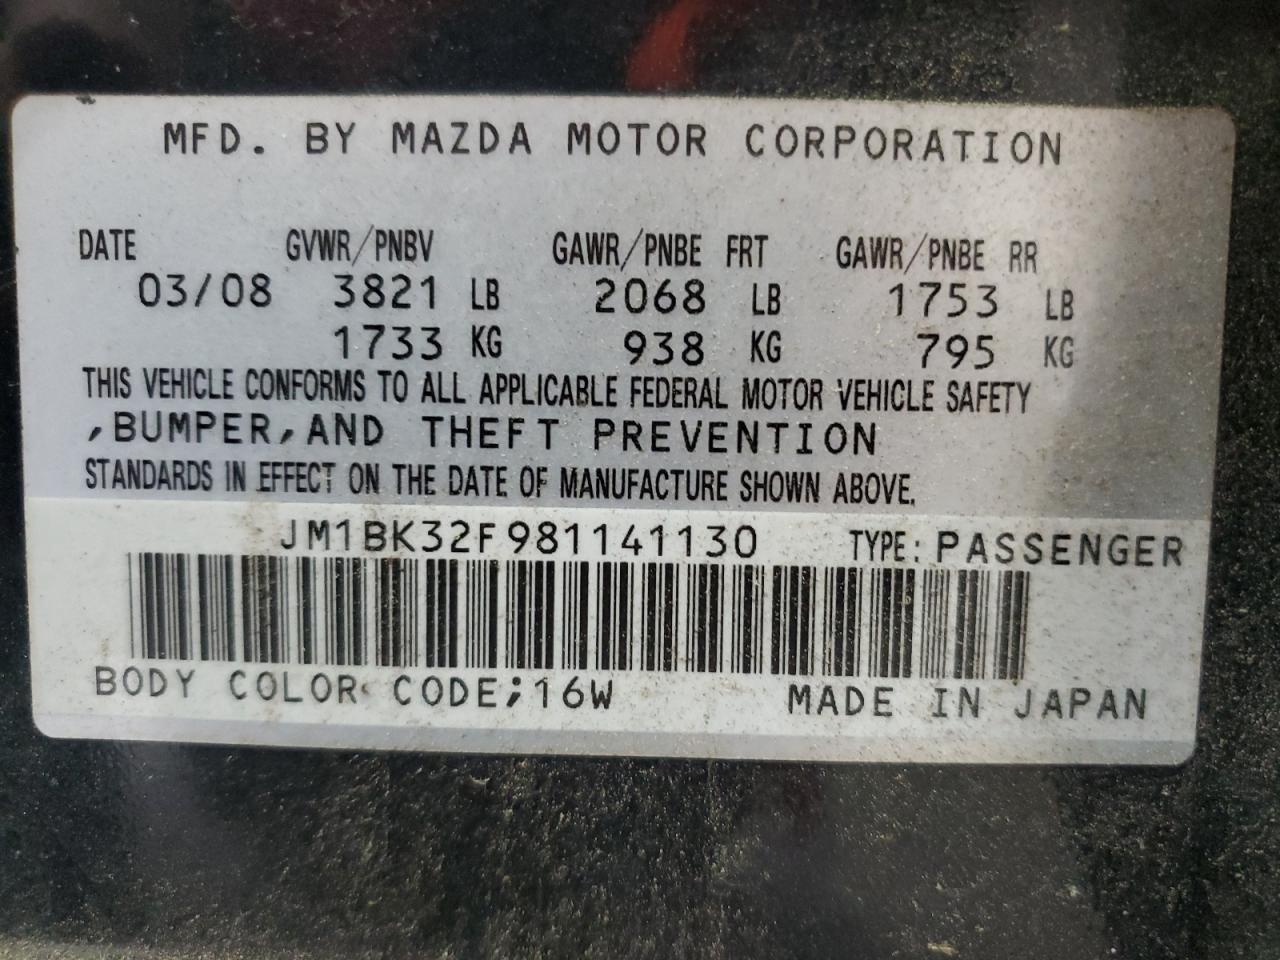 MFD. BY MAZDA MOTOR CORPORATION
DATE GVWR/PNBV GAWR/PNBE FRT GAWR/PNBE RR
03/08 3821 LB 2068 LB 1753 LB
1733 KG 938 KG 795 KG
THIS VEHICLE CONFORMS TO ALL APPLICABLE FEDERAL MOTOR VEHICLE SAFETY
,BUMPER,AND THEFT PREVENTION
STANDARDS IN EFFECT ON THE DATE OF MANUFACTURE SHOWN ABOVE.
JM1BK32F981141130 TYPE: PASSENGER
BODY COLOR CODE;16W MADE IN JAPAN